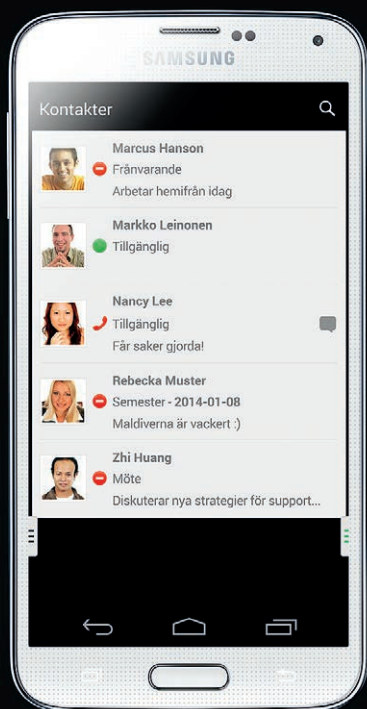 SAMSUNG
Kontakter
Marcus Hanson
Frånvarande
Arbetar hemifrån idag
Markko Leinonen
Tillgänglig
Nancy Lee
Tillgänglig
Får saker gjorda!
Rebecka Muster
Semester - 2014-01-08
Maldiverna är vackert :)
Zhi Huang
Möte
Diskuterar nya strategier för support...